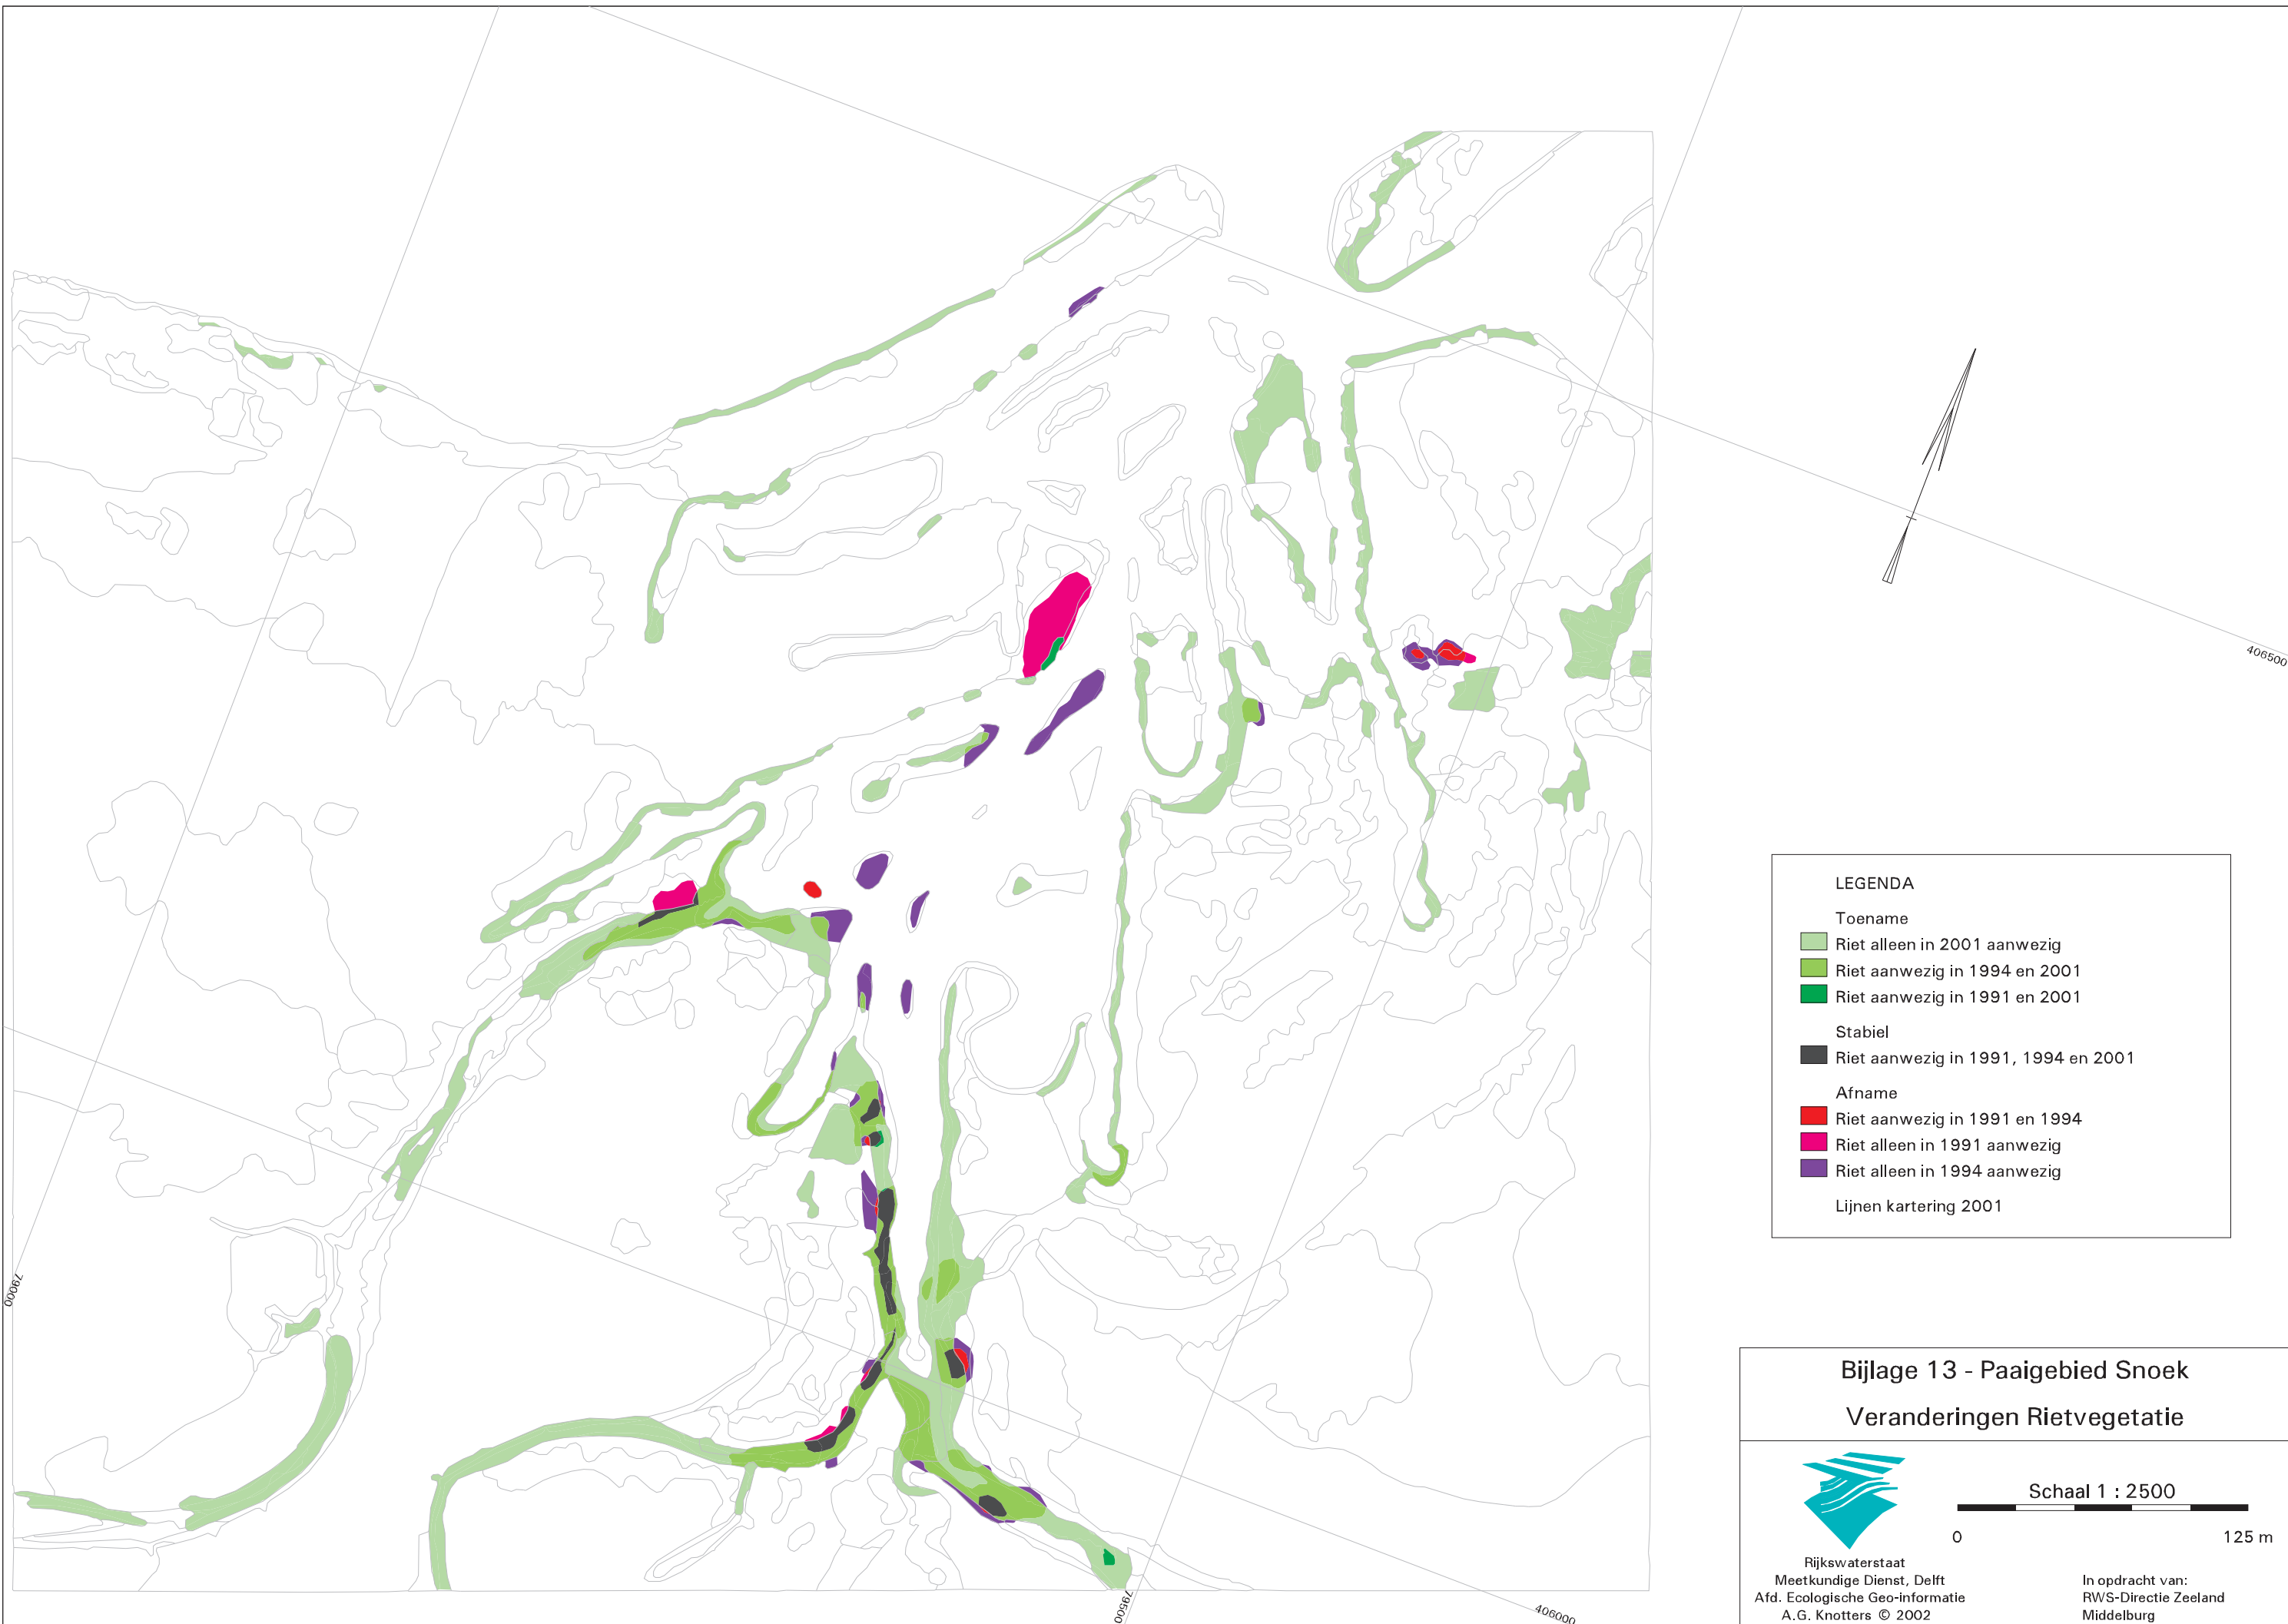 406500
LEGENDA
Toename
Riet alleen in 2001 aanwezig
Riet aanwezig in 1994 en 2001
Riet aanwezig in 1991 en 2001
Stabiel
Riet aanwezig in 1991, 1994 en 2001
Afname
Riet aanwezig in 1991 en 1994
Riet alleen in 1991 aanwezig
Riet alleen in 1994 aanwezig
Lijnen kartering 2001
79000
Bijlage 13 - Paaigebied Snoek
Veranderingen Rietvegetatie
Schaal 1 : 2500
0 125 m
Rijkswaterstaat
Meetkundige Dienst, Delft
Afd. Ecologische Geo-informatie
A.G. Knotters © 2002
In opdracht van:
RWS-Directie Zeeland
Middelburg
79500
406000